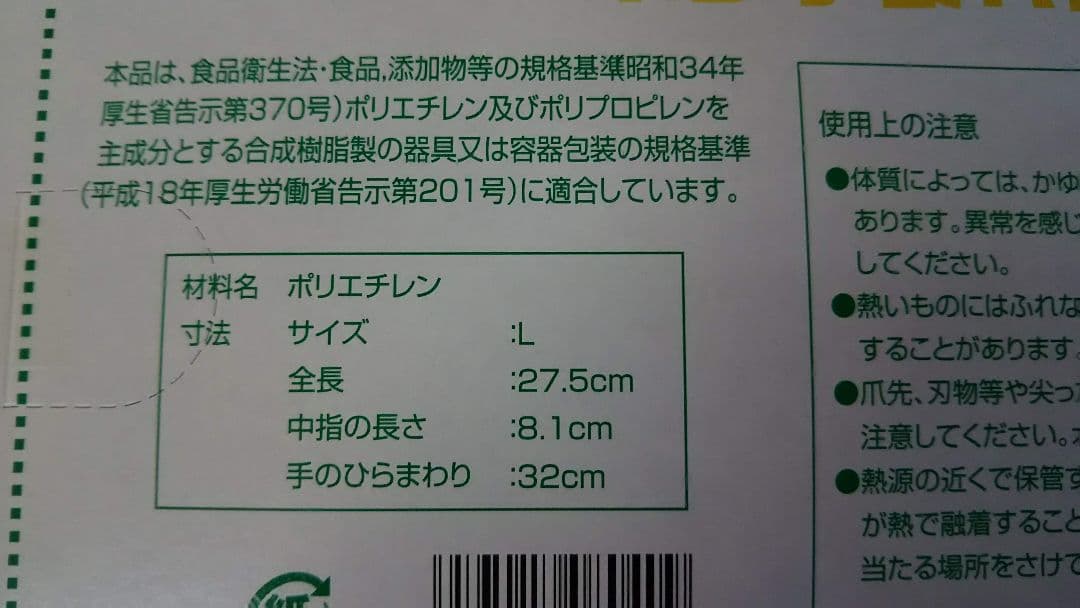 本品は、食品衛生法・食品,添加物等の規格基準昭和34年
厚生省告示第370号)ポリエチレン及びポリプロピレンを
主成分とする合成樹脂製の器具又は容器包装の規格基準
(平成18年厚生労働省告示第201号)に適合しています。
材料名 ポリエチレン
寸法 サイズ :L
全長 :27.5cm
中指の長さ :8.1cm
手のひらまわり :32cm
使用上の注意
●体質によっては、かゆ
あります。異常を感じ
してください。
●熱いものにはふれな
することがあります。
●爪先、刃物等や尖っ
注意してください。
●熱源の近くで保管す
が熱で融着すること
当たる場所をさけて